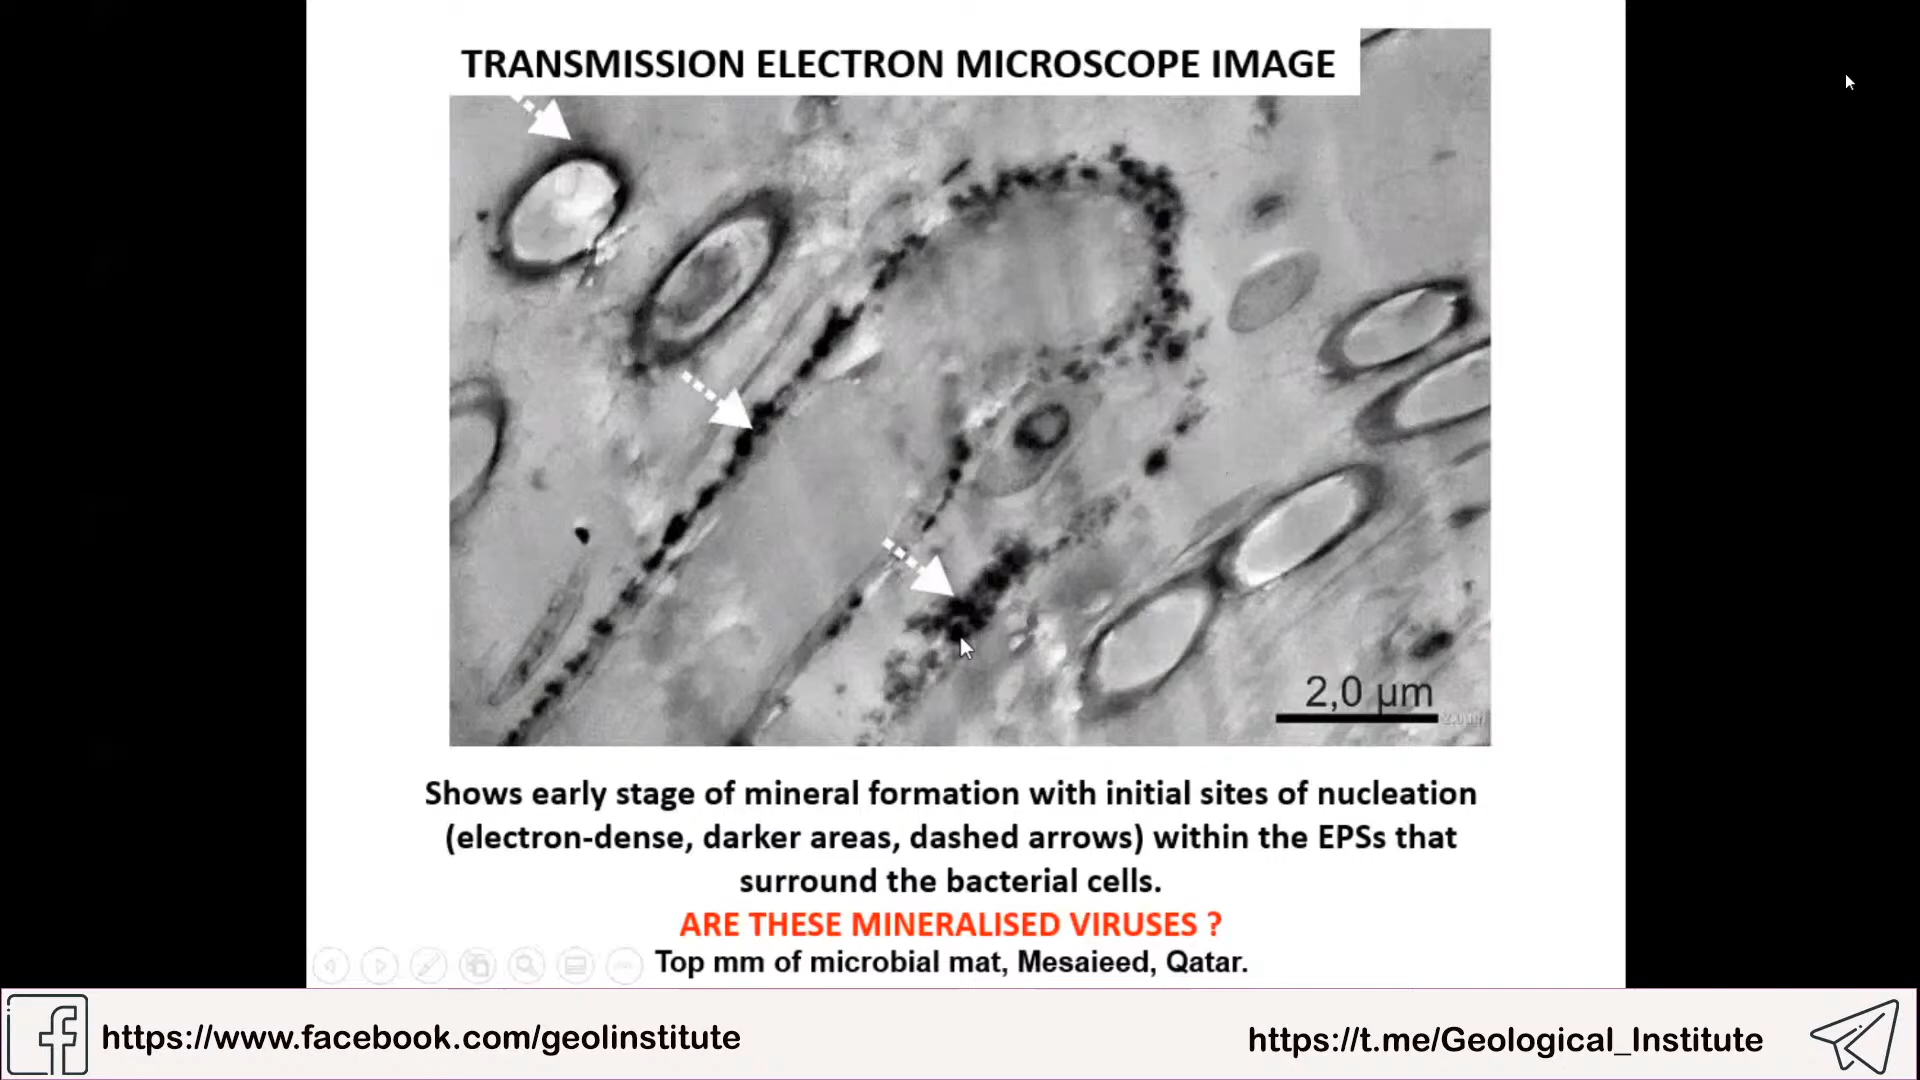 TRANSMISSION ELECTRON MICROSCOPE IMAGE
2,0 µm
Shows early stage of mineral formation with initial sites of nucleation
(electron-dense, darker areas, dashed arrows) within the EPSs that
surround the bacterial cells.
ARE THESE MINERALISED VIRUSES ?
Top mm of microbial mat, Mesaieed, Qatar.
https://www.facebook.com/geolinstitute
https://t.me/Geological_Institute